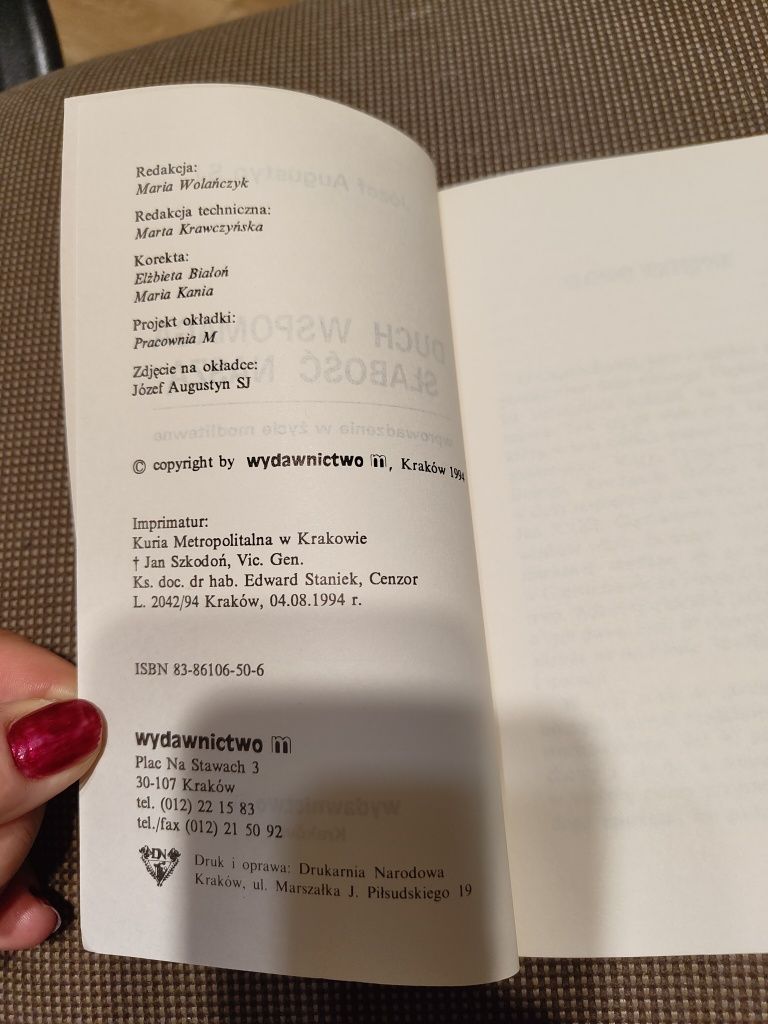 Redakcja:
Maria Wolańczyk
Redakcja techniczna:
Marta Krawczyńska
Korekta:
Elżbieta Białoń
Maria Kania
Projekt okładki:
Pracownia M
Zdjęcie na okładce:
Józef Augustyn SJ
© copyright by wydawnictwo m, Kraków 1994
Imprimatur:
Kuria Metropolitalna w Krakowie
† Jan Szkodoń, Vic. Gen.
Ks. doc. dr hab. Edward Staniek, Cenzor
L. 2042/94 Kraków, 04.08.1994 r.
ISBN 83-86106-50-6
wydawnictwo m
Plac Na Stawach 3
30-107 Kraków
tel. (012) 22 15 83
tel./fax (012) 21 50 92
DN
Druk i oprawa: Drukarnia Narodowa
Kraków, ul. Marszałka J. Piłsudskiego 19